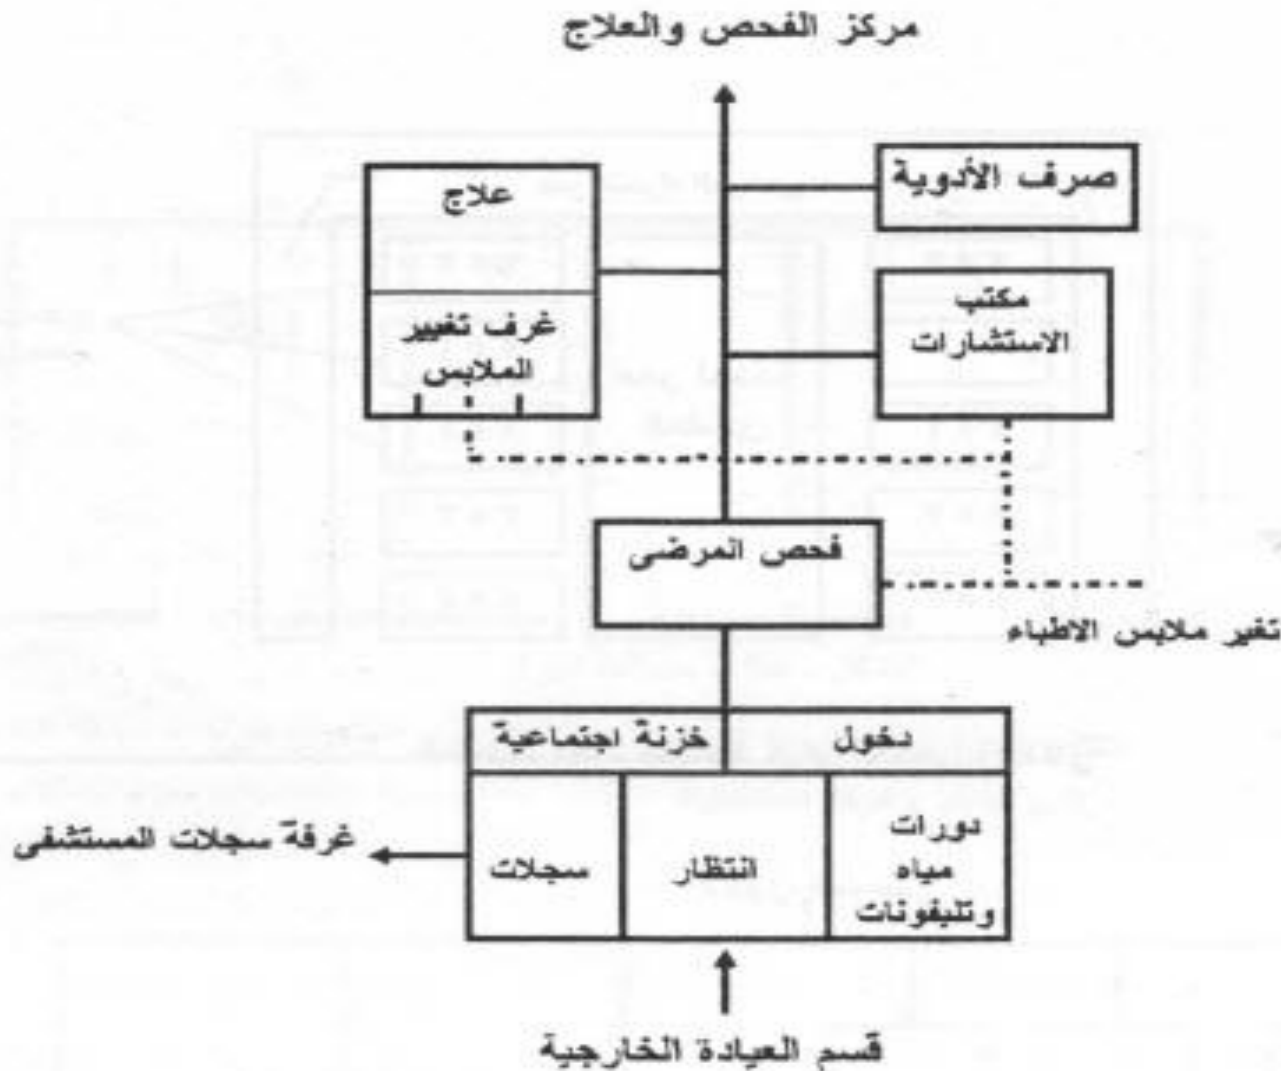 مركز الفحص والعلاج
صرف الأدوية
علاج
مكتب
الاستشارات
غرف تغيير
الملابس
فحص المرضى
تغير ملابس الاطباء
دخول
خزنة اجتماعية
دورات
مياه
وتليفونات
انتظار
سجلات
غرفة سجلات المستشفى
قسم العيادة الخارجية